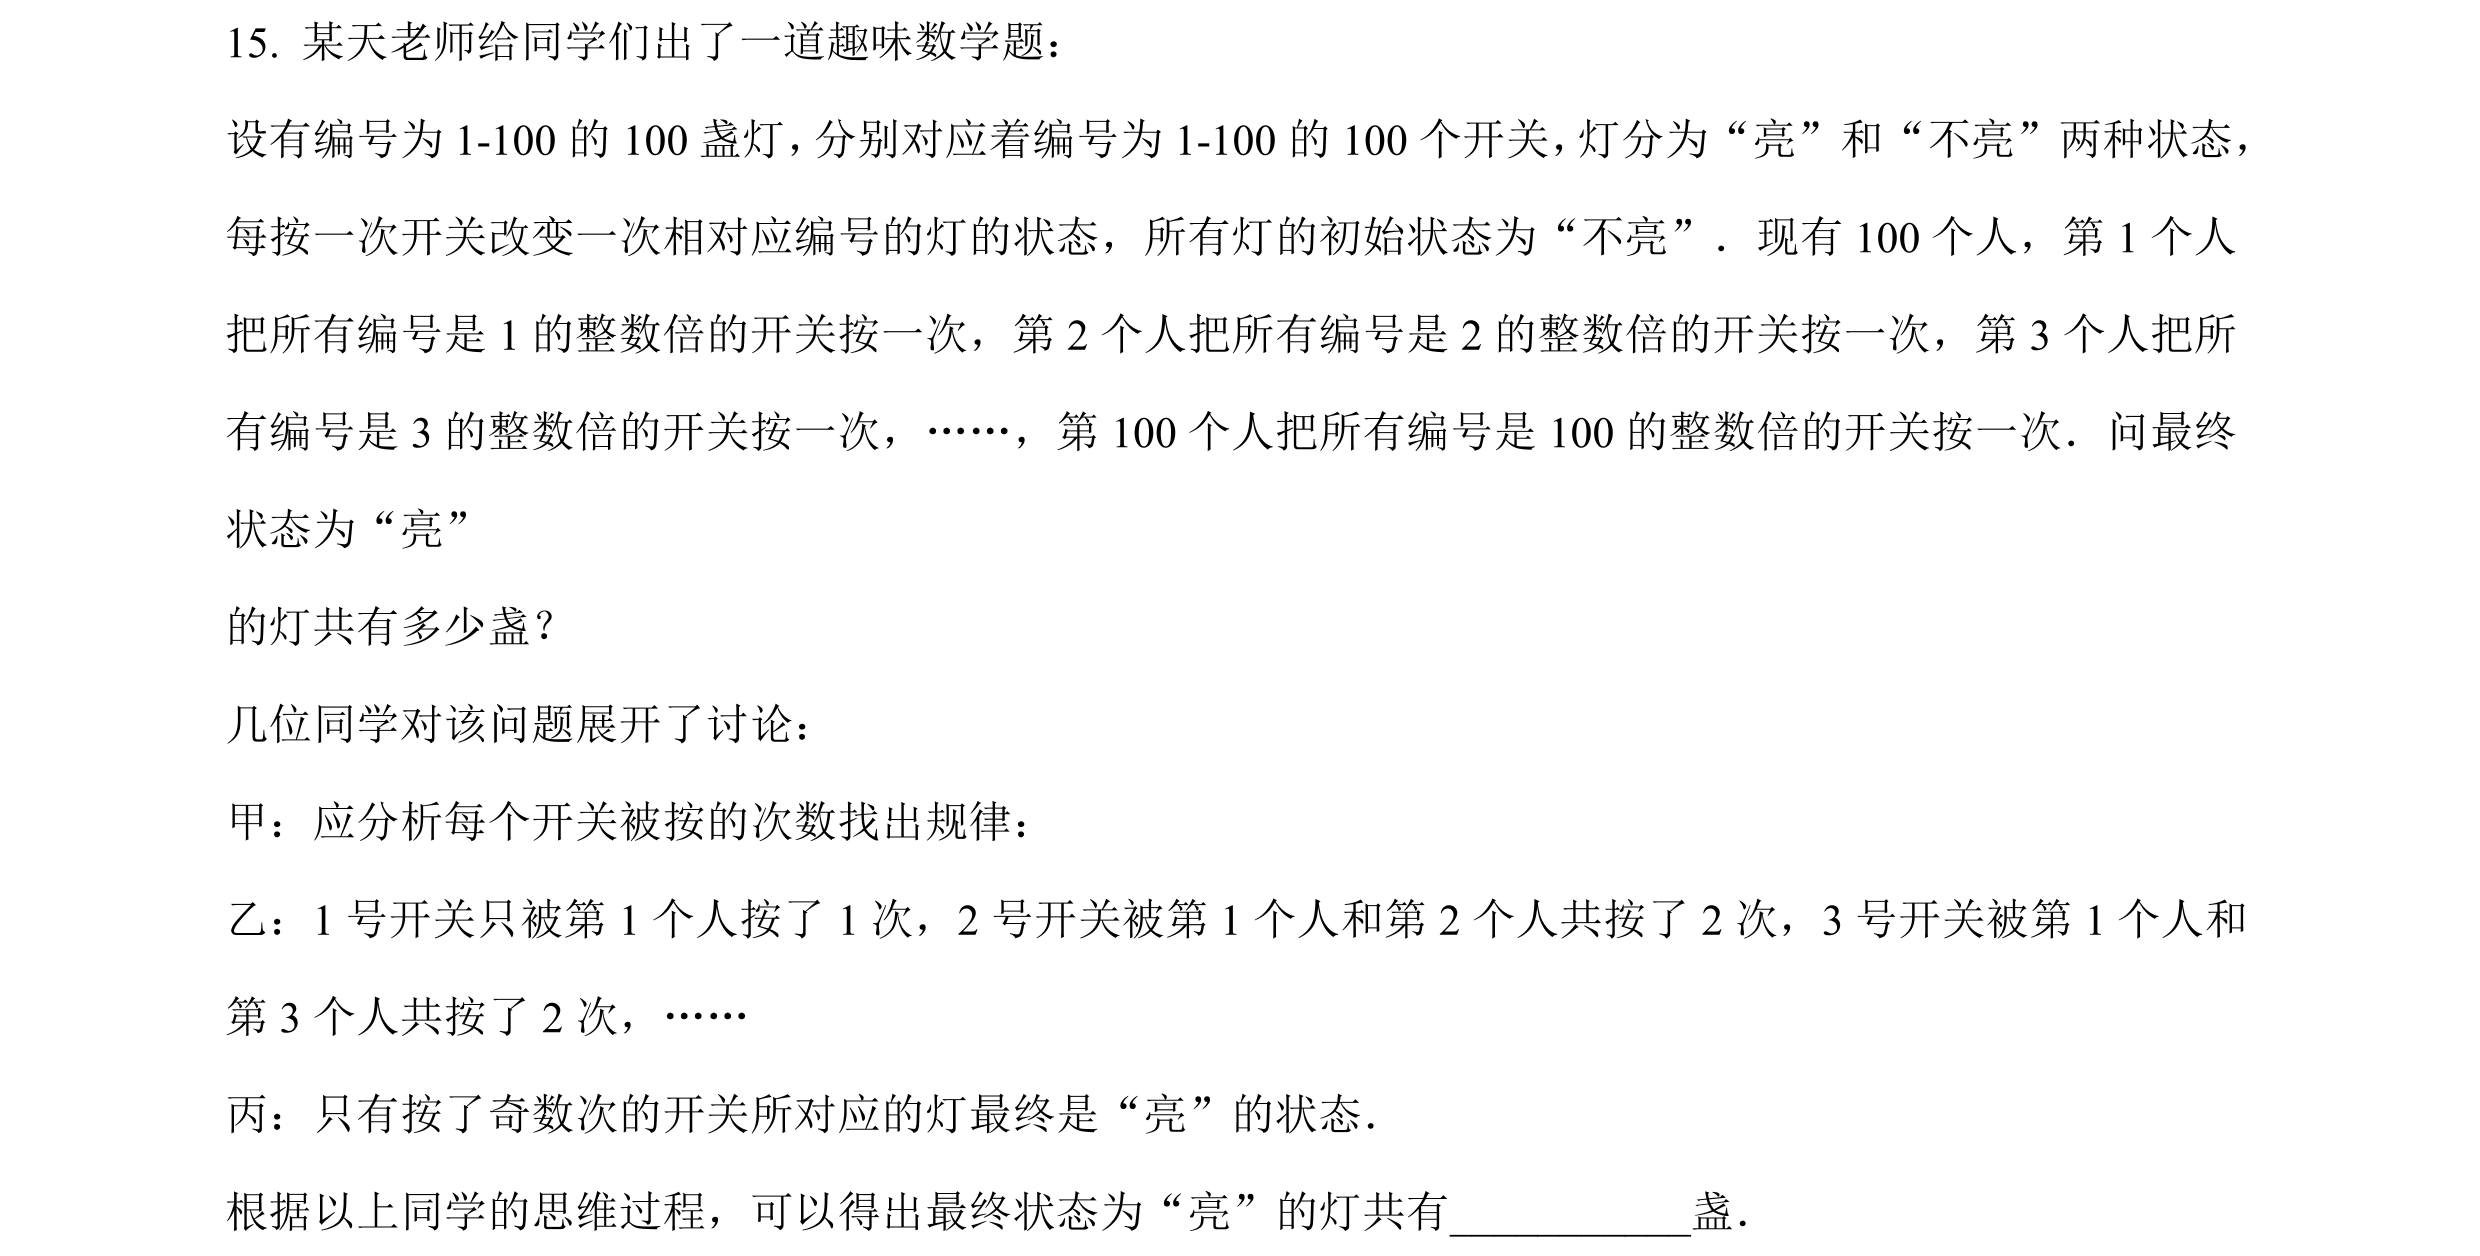 15. 某天老师给同学们出了一道趣味数学题：
设有编号为 1-100 的 100 盏灯，分别对应着编号为 1-100 的 100 个开关，灯分为“亮”和“不亮”两种状态，
每按一次开关改变一次相对应编号的灯的状态，所有灯的初始状态为“不亮”．现有 100 个人，第 1 个人
把所有编号是 1 的整数倍的开关按一次，第 2 个人把所有编号是 2 的整数倍的开关按一次，第 3 个人把所
有编号是 3 的整数倍的开关按一次，……，第 100 个人把所有编号是 100 的整数倍的开关按一次．问最终
状态为“亮”
的灯共有多少盏？
几位同学对该问题展开了讨论：
甲：应分析每个开关被按的次数找出规律：
乙：1 号开关只被第 1 个人按了 1 次，2 号开关被第 1 个人和第 2 个人共按了 2 次，3 号开关被第 1 个人和
第 3 个人共按了 2 次，……
丙：只有按了奇数次的开关所对应的灯最终是“亮”的状态．
根据以上同学的思维过程，可以得出最终状态为“亮”的灯共有___________盏．